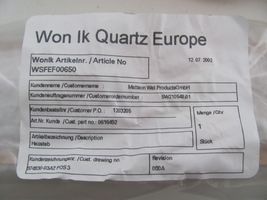 Won Ik Quartz Europe
Wonik Artikelnr. / Article No
WSFEF00650
12.07.2002
Kundenname / Customername : Mattson Wet Products GmbH
Kundenauftragsnummer / Customerordernumber :
Kundenbestellnr / Customer P.O. :
Menge / Qty
Art.Nr. Kunde / Cust. part no :
1
Stück
Artikelbezeichnung / Description
Heizstab
Kundenzeichnungsnr. / Cust. drawing no
Revision
000A